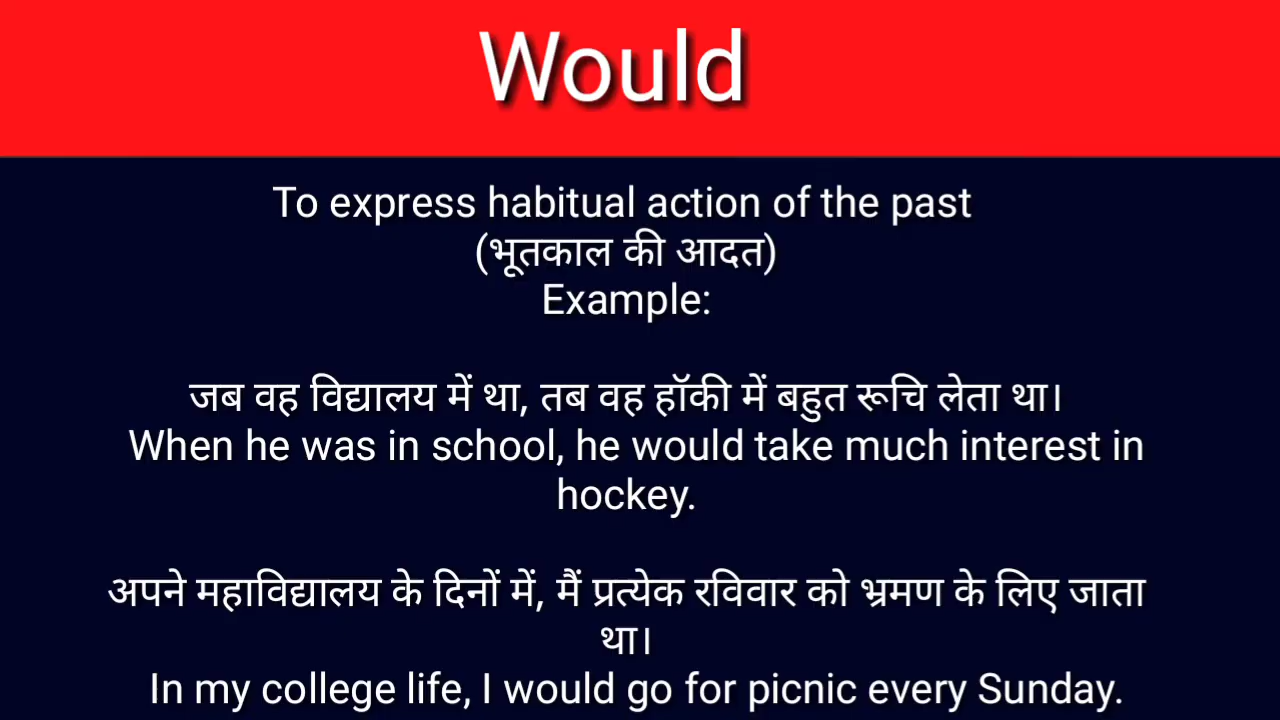 Would
To express habitual action of the past
(भूतकाल की आदत)
Example:
जब वह विद्यालय में था, तब वह हॉकी में बहुत रूचि लेता था।
When he was in school, he would take much interest in
hockey.
अपने महाविद्यालय के दिनों में, मैं प्रत्येक रविवार को भ्रमण के लिए जाता
था।
In my college life, I would go for picnic every Sunday.